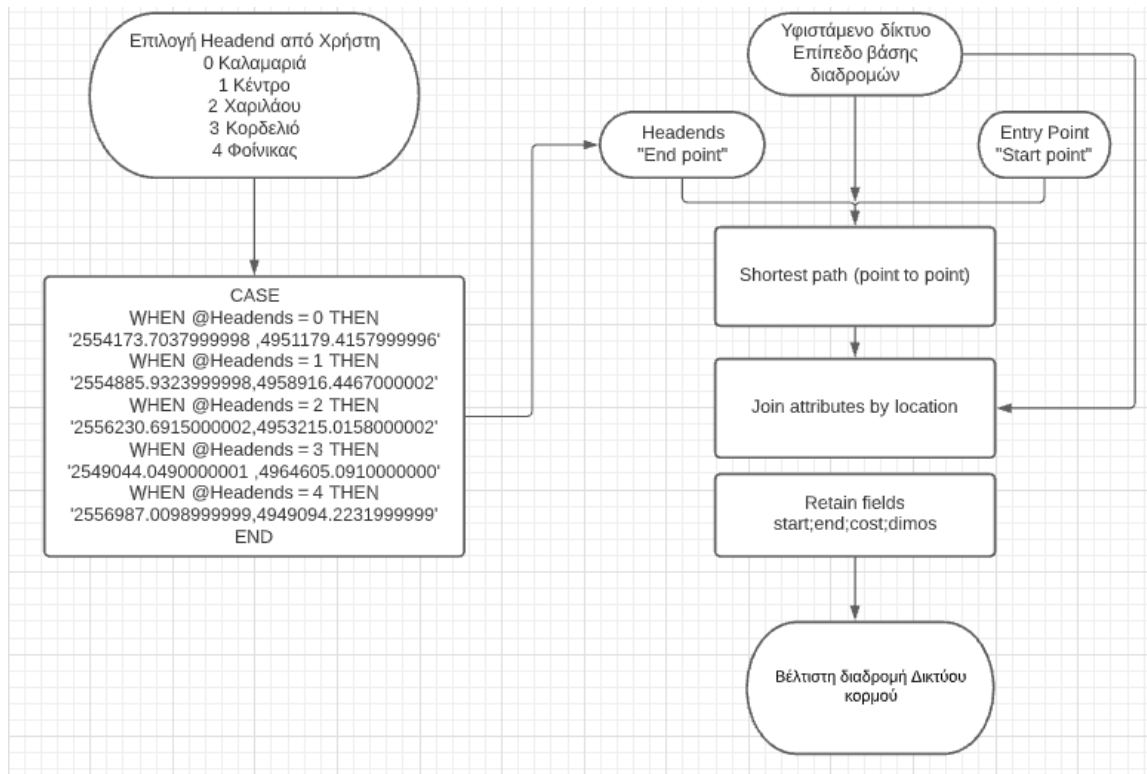 Επιλογή Headend από Χρήστη
0 Καλαμαριά
1 Κέντρο
2 Χαριλάου
3 Κορδελιό
4 Φοίνικας
CASE
WHEN @Headends = 0 THEN
'2554173.7037999998 ,4951179.4157999996'
WHEN @Headends = 1 THEN
'2554885.9323999998,4958916.4467000002'
WHEN @Headends = 2 THEN
'2556230.6915000002,4953215.0158000002'
WHEN @Headends = 3 THEN
'2549044.0490000001 ,4964605.0910000000'
WHEN @Headends = 4 THEN
'2556987.0098999999,4949094.2231999999'
END
Υφιστάμενο δίκτυο
Επίπεδο βάσης
διαδρομών
Headends
"End point"
Entry Point
"Start point"
Shortest path (point to point)
Join attributes by location
Retain fields
start;end;cost;dimos
Βέλτιστη διαδρομή Δικτύου
κορμού